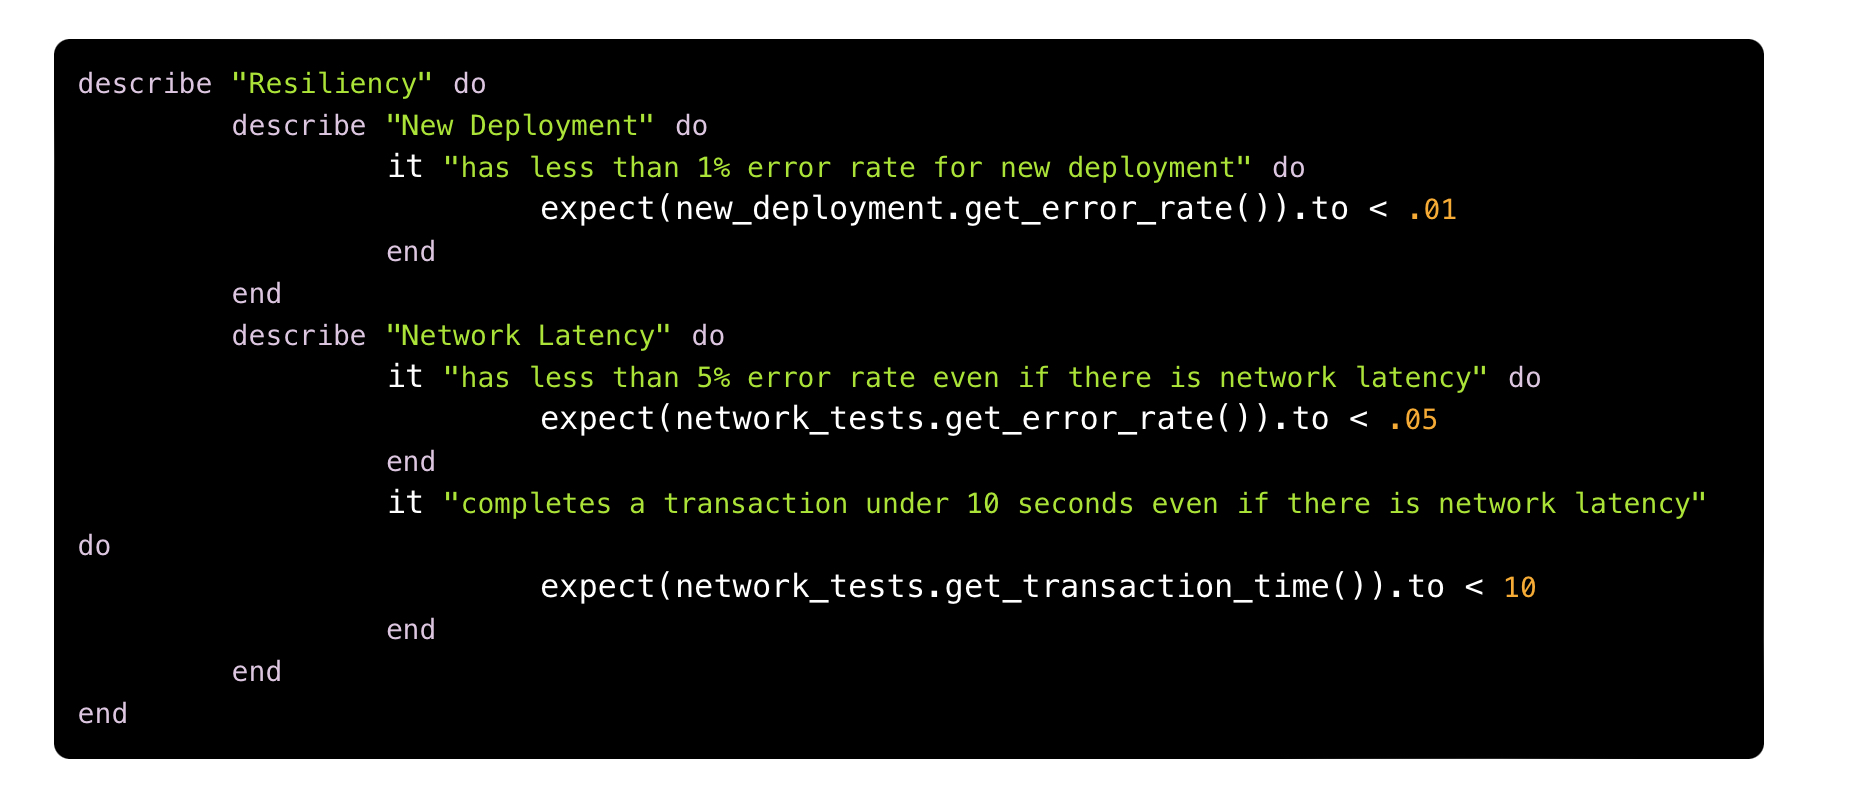 describe "Resiliency" do
describe "New Deployment" do
it "has less than 1% error rate for new deployment" do
expect(new_deployment.get_error_rate()).to < .01
end
end
describe "Network Latency" do
it "has less than 5% error rate even if there is network latency" do
expect(network_tests.get_error_rate()).to < .05
end
it "completes a transaction under 10 seconds even if there is network latency"
do
expect(network_tests.get_transaction_time()).to < 10
end
end
end